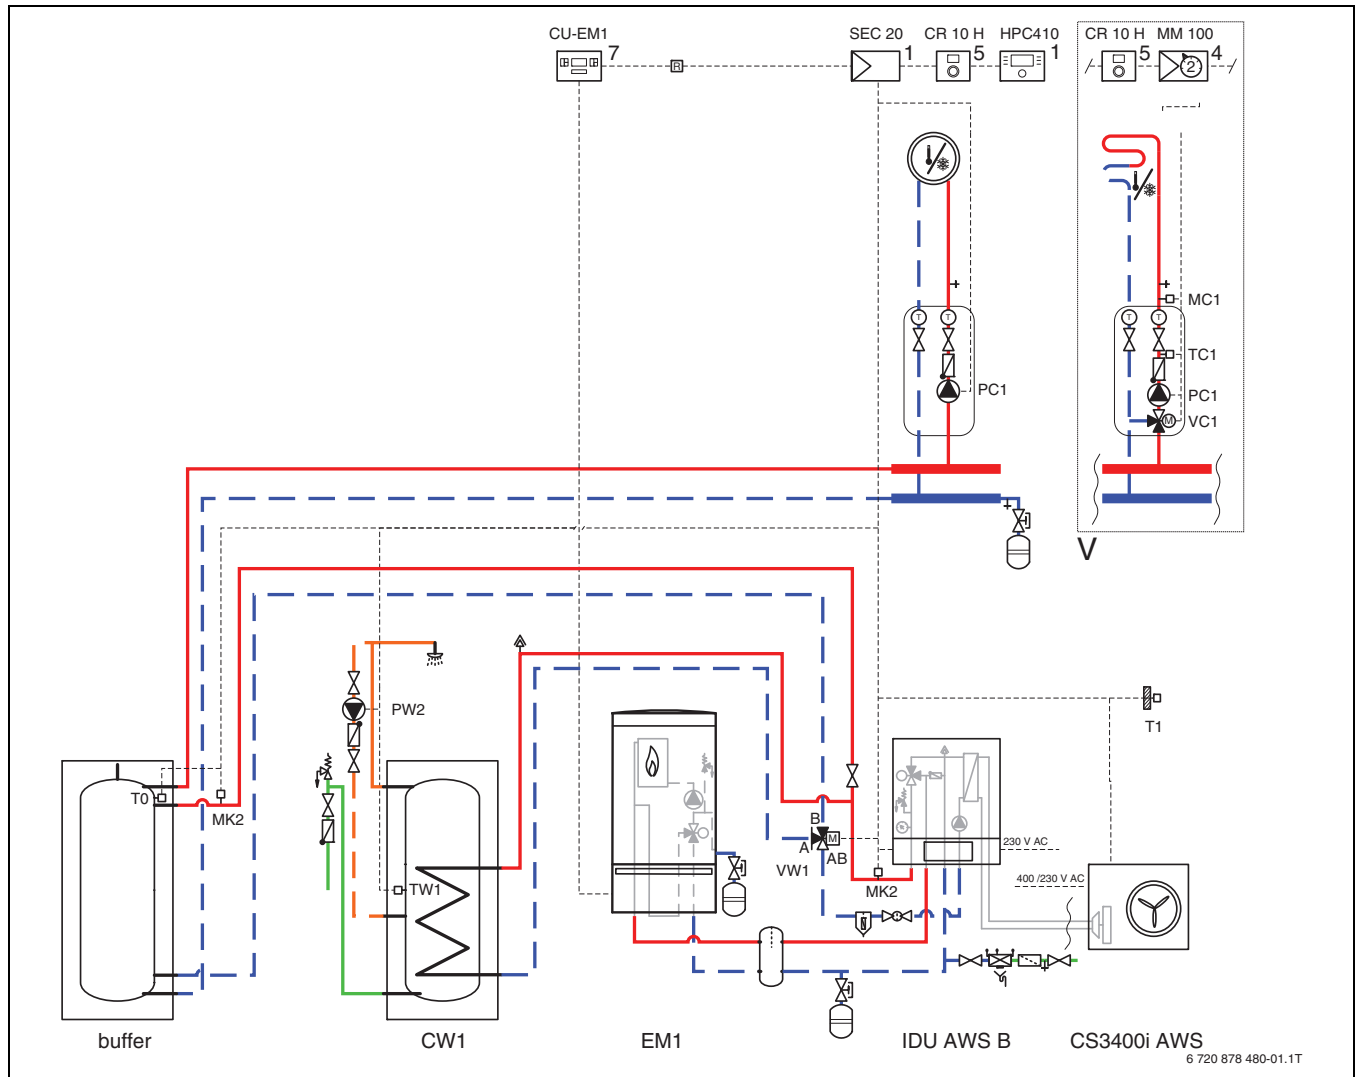 CU-EM1
7
R
SEC 20
1
CR 10 H
5
HPC410
1
CR 10 H
5
MM 100
4
2
T
T
PC1
T
T
MC1
TC1
PC1
M
VC1
V
PW2
T1
T0
MK2
TW1
B
A
M
AB
VW1
MK2
230 V AC
400 /230 V AC
buffer
CW1
EM1
IDU AWS B
CS3400i AWS
6 720 878 480-01.1T